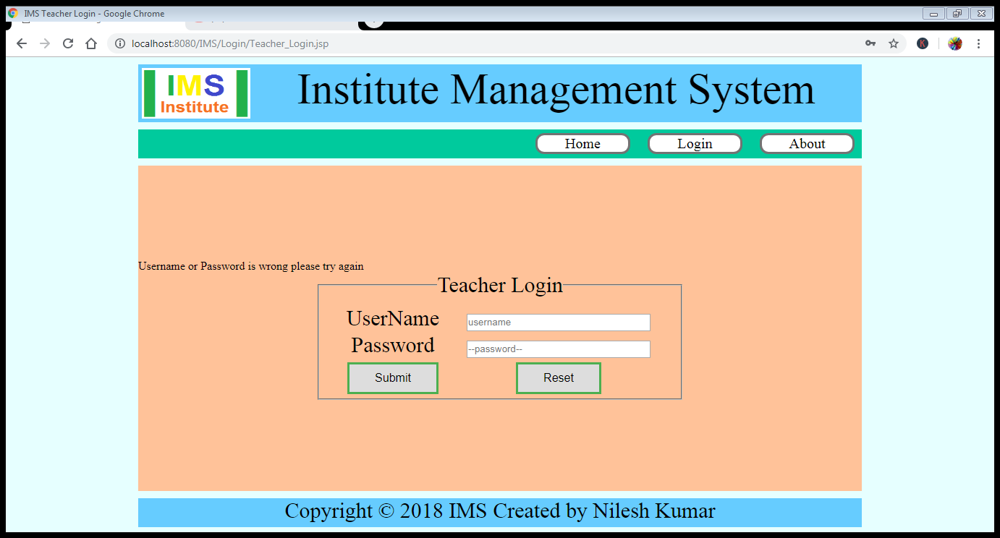 IMS Teacher Login - Google Chrome
localhost:8080/IMS/Login/Teacher_Login.jsp
K
IMS
Institute
Institute Management System
Home Login About
Username or Password is wrong please try again
Teacher Login
UserName username
Password --password--
Submit Reset
Copyright © 2018 IMS Created by Nilesh Kumar